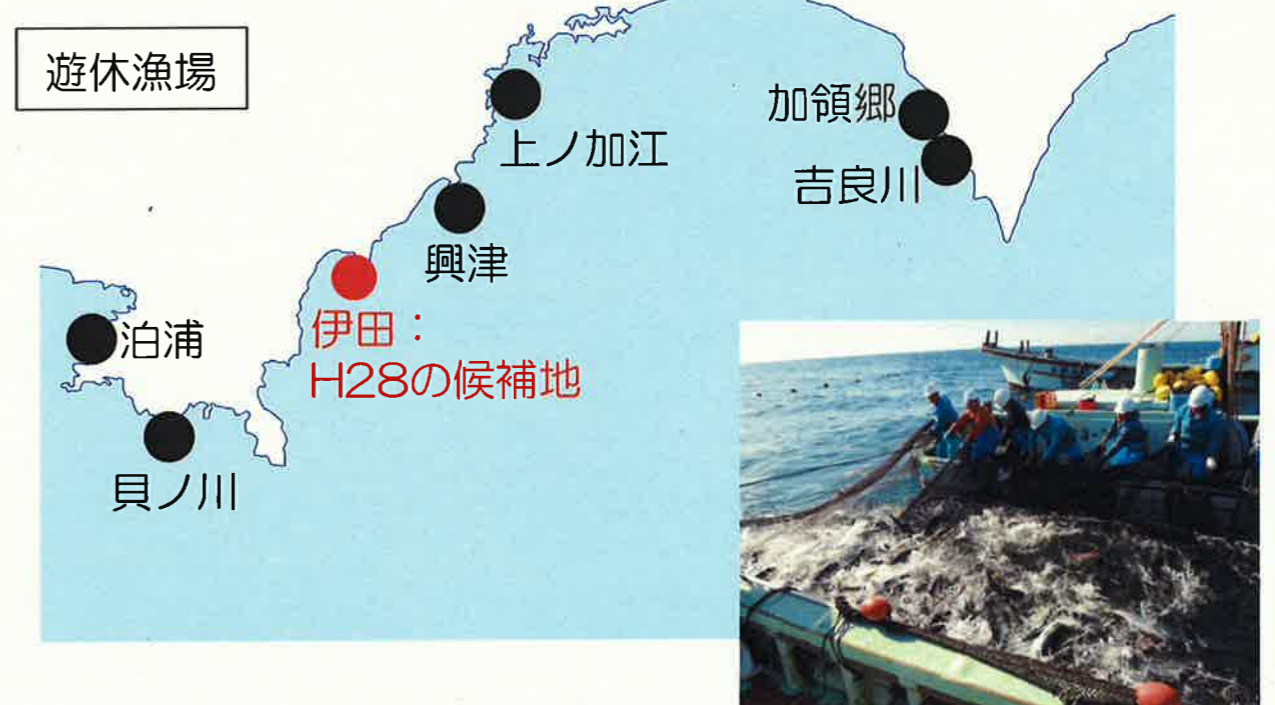 遊休漁場
加領郷
上ノ加江
吉良川
興津
伊田：
H28の候補地
泊浦
貝ノ川